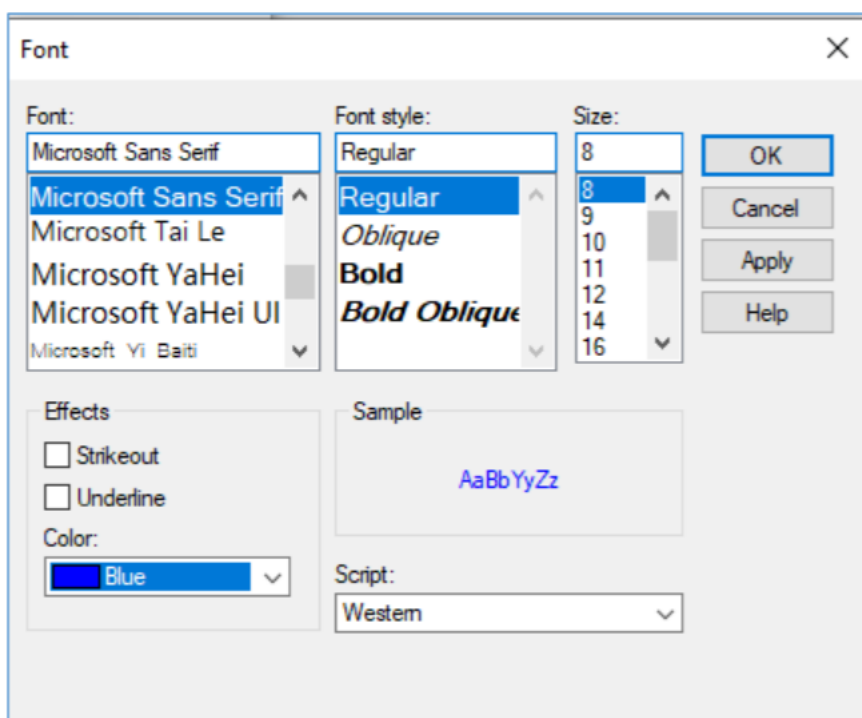 Font
Font:
Microsoft Sans Serif
Microsoft Sans Serif
Microsoft Tai Le
Microsoft YaHei
Microsoft YaHei UI
Microsoft Yi Baiti
Font style:
Regular
Regular
Oblique
Bold
Bold Oblique
Size:
8
8
9
10
11
12
14
16
OK
Cancel
Apply
Help
Effects
Strikeout
Underline
Color:
Blue
Sample
AaBbYyZz
Script:
Western